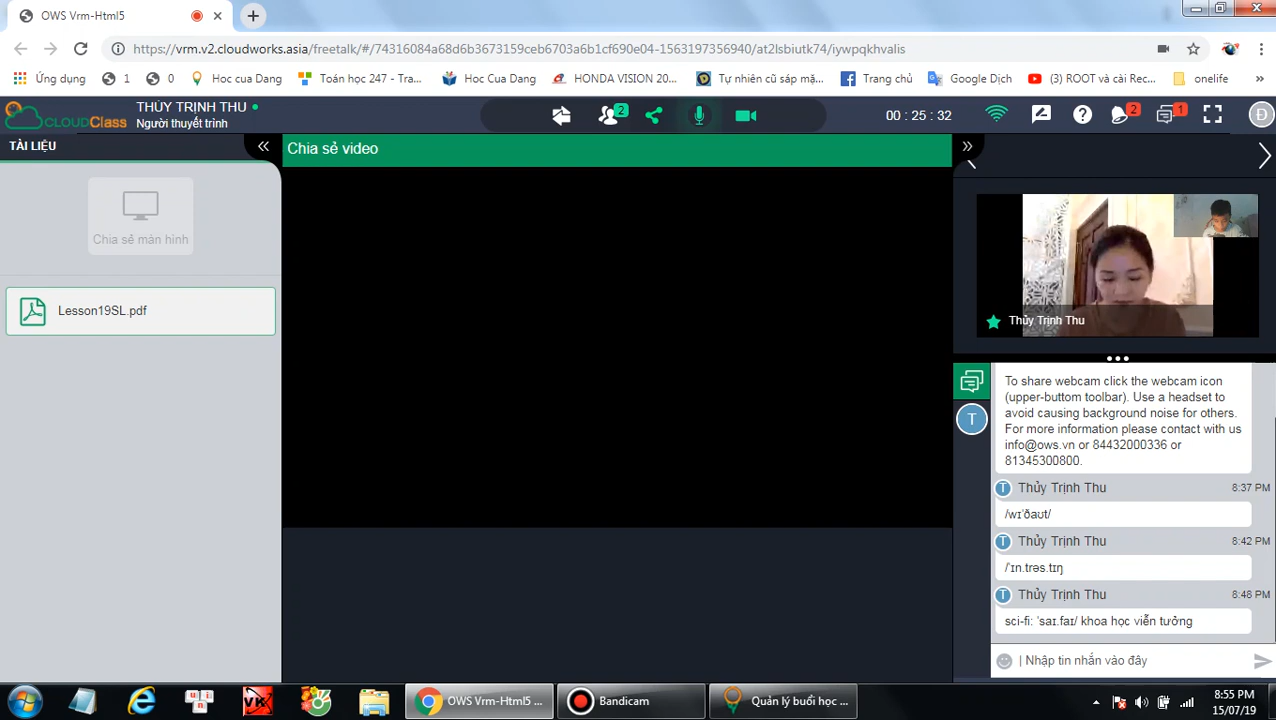 OWS Vrm-Html5
https://vrm.v2.cloudworks.asia/freetalk/#/74316084a68d6b3673159ceb6703a6b1cf690e04-1563197356940/at2lsbiutk74/iywpqkhvalis
Ứng dụng 1 0 Hoc cua Dang Toán học 247 - Tra... Học Cua Dang HONDA VISION 20... Tự nhiên cũ sáp mặ... Trang chủ Google Dịch (3) ROOT và cài Rec... onelife »
CLOUDClass
THỦY TRỊNH THU
Người thuyết trình
2
00 : 25 : 32
2
1
Đ
TÀI LIỆU
Chia sẻ video
Chia sẻ màn hình
Lesson19SL.pdf
Thủy Trịnh Thu
To share webcam click the webcam icon
(upper-buttom toolbar). Use a headset to
avoid causing background noise for others.
For more information please contact with us
info@ows.vn or 84432000336 or
81345300800.
T
T Thủy Trịnh Thu 8:37 PM
/wɪˈðaʊt/
T Thủy Trịnh Thu 8:42 PM
/ˈɪn.trəs.tɪŋ
T Thủy Trịnh Thu 8:48 PM
sci-fi: ˈsaɪ.faɪ/ khoa học viễn tưởng
Nhập tin nhắn vào đây
OWS Vrm-Html5 ...
Bandicam
Quản lý buổi học ...
8:55 PM
15/07/19